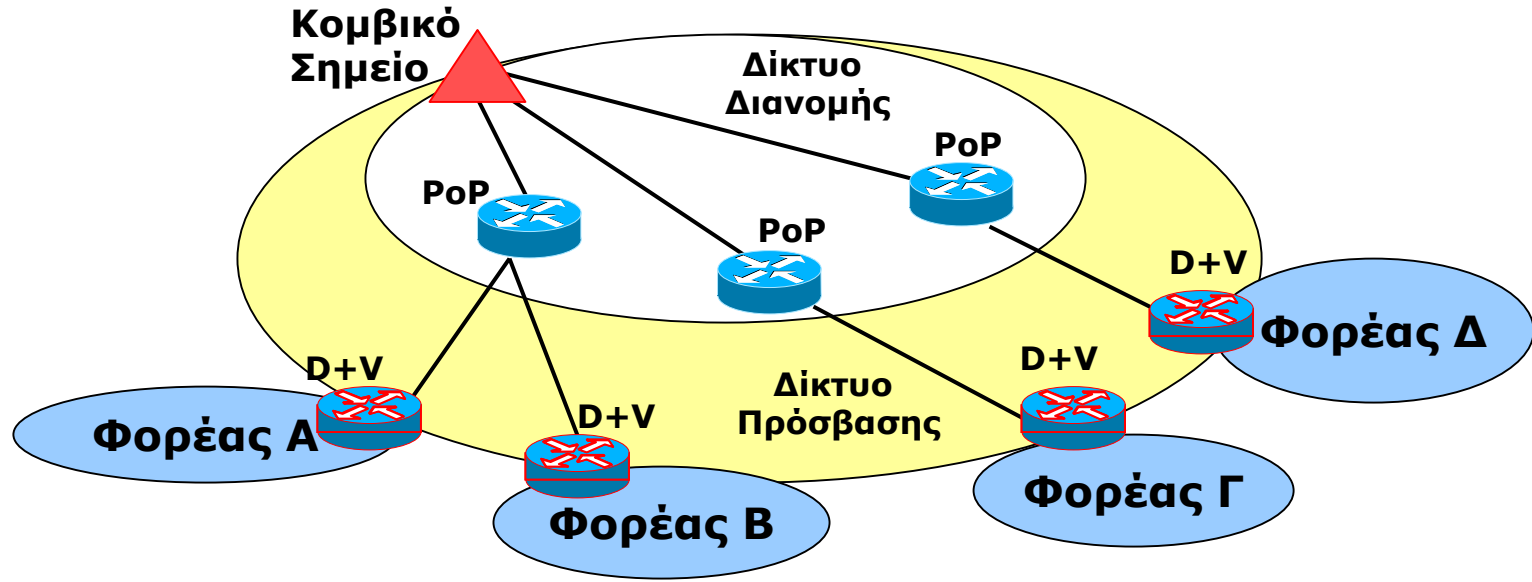 Κομβικό
Σημείο
Δίκτυο
Διανομής
PoP
PoP
PoP
D+V
D+V
D+V
D+V
Δίκτυο
Πρόσβασης
Φορέας Δ
Φορέας Α
Φορέας Γ
Φορέας Β